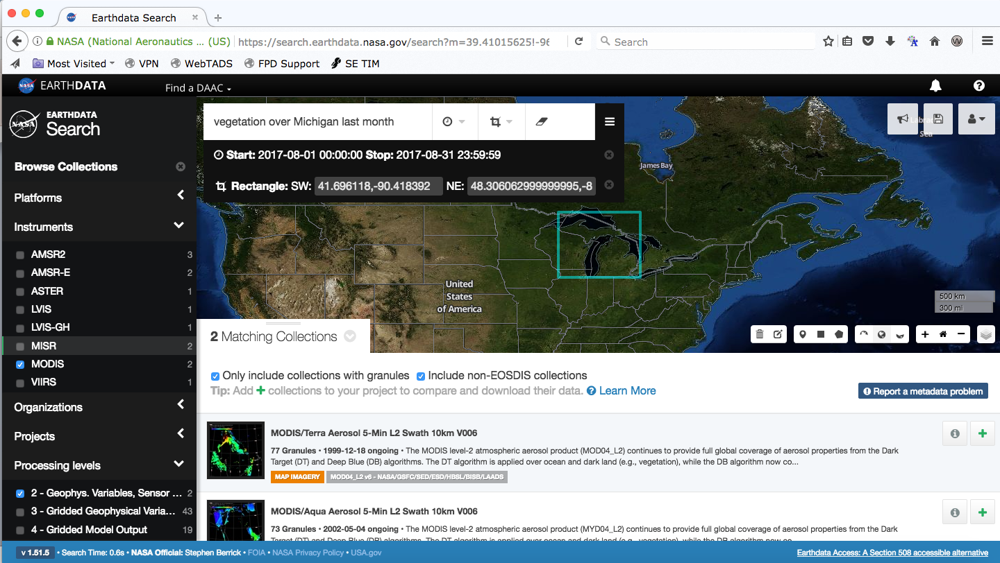 Earthdata Search
NASA (National Aeronautics ... (US)
https://search.earthdata.nasa.gov/search?m=39.41015625!-96
Search
Most Visited
VPN
WebTADS
FPD Support
SE TIM
NASA EARTHDATA
Find a DAAC
NASA
EARTHDATA
Search
vegetation over Michigan last month
Start: 2017-08-01 00:00:00 Stop: 2017-08-31 23:59:59
Rectangle: SW: 41.696118,-90.418392 NE: 48.306062999999995,-8
Labrador
Sea
James Bay
United
States
of America
500 km
300 mi
Browse Collections
Platforms
Instruments
AMSR2 3
AMSR-E 2
ASTER 1
LVIS 1
LVIS-GH 1
MISR 2
MODIS 2
VIIRS 1
Organizations
Projects
Processing levels
2 - Geophys. Variables, Sensor ... 2
3 - Gridded Geophysical Varia... 43
4 - Gridded Model Output 19
2 Matching Collections
Only include collections with granules Include non-EOSDIS collections
Tip: Add + collections to your project to compare and download their data. Learn More
Report a metadata problem
MODIS/Terra Aerosol 5-Min L2 Swath 10km V006
77 Granules • 1999-12-18 ongoing • The MODIS level-2 atmospheric aerosol product (MOD04_L2) continues to provide full global coverage of aerosol properties from the Dark
Target (DT) and Deep Blue (DB) algorithms. The DT algorithm is applied over ocean and dark land (e.g., vegetation), while the DB algorithm now co...
MAP IMAGERY MOD04_L2 v6 - NASA/GSFC/SED/ESD/HBSL/BISB/LAADS
MODIS/Aqua Aerosol 5-Min L2 Swath 10km V006
73 Granules • 2002-05-04 ongoing • The MODIS level-2 atmospheric aerosol product (MYD04_L2) continues to provide full global coverage of aerosol properties from the Dark
Target (DT) and Deep Blue (DB) algorithms. The DT algorithm is applied over ocean and dark land (e.g., vegetation), while the DB algorithm now co...
v 1.51.5 • Search Time: 0.6s • NASA Official: Stephen Berrick • FOIA • NASA Privacy Policy • USA.gov
Earthdata Access: A Section 508 accessible alternative